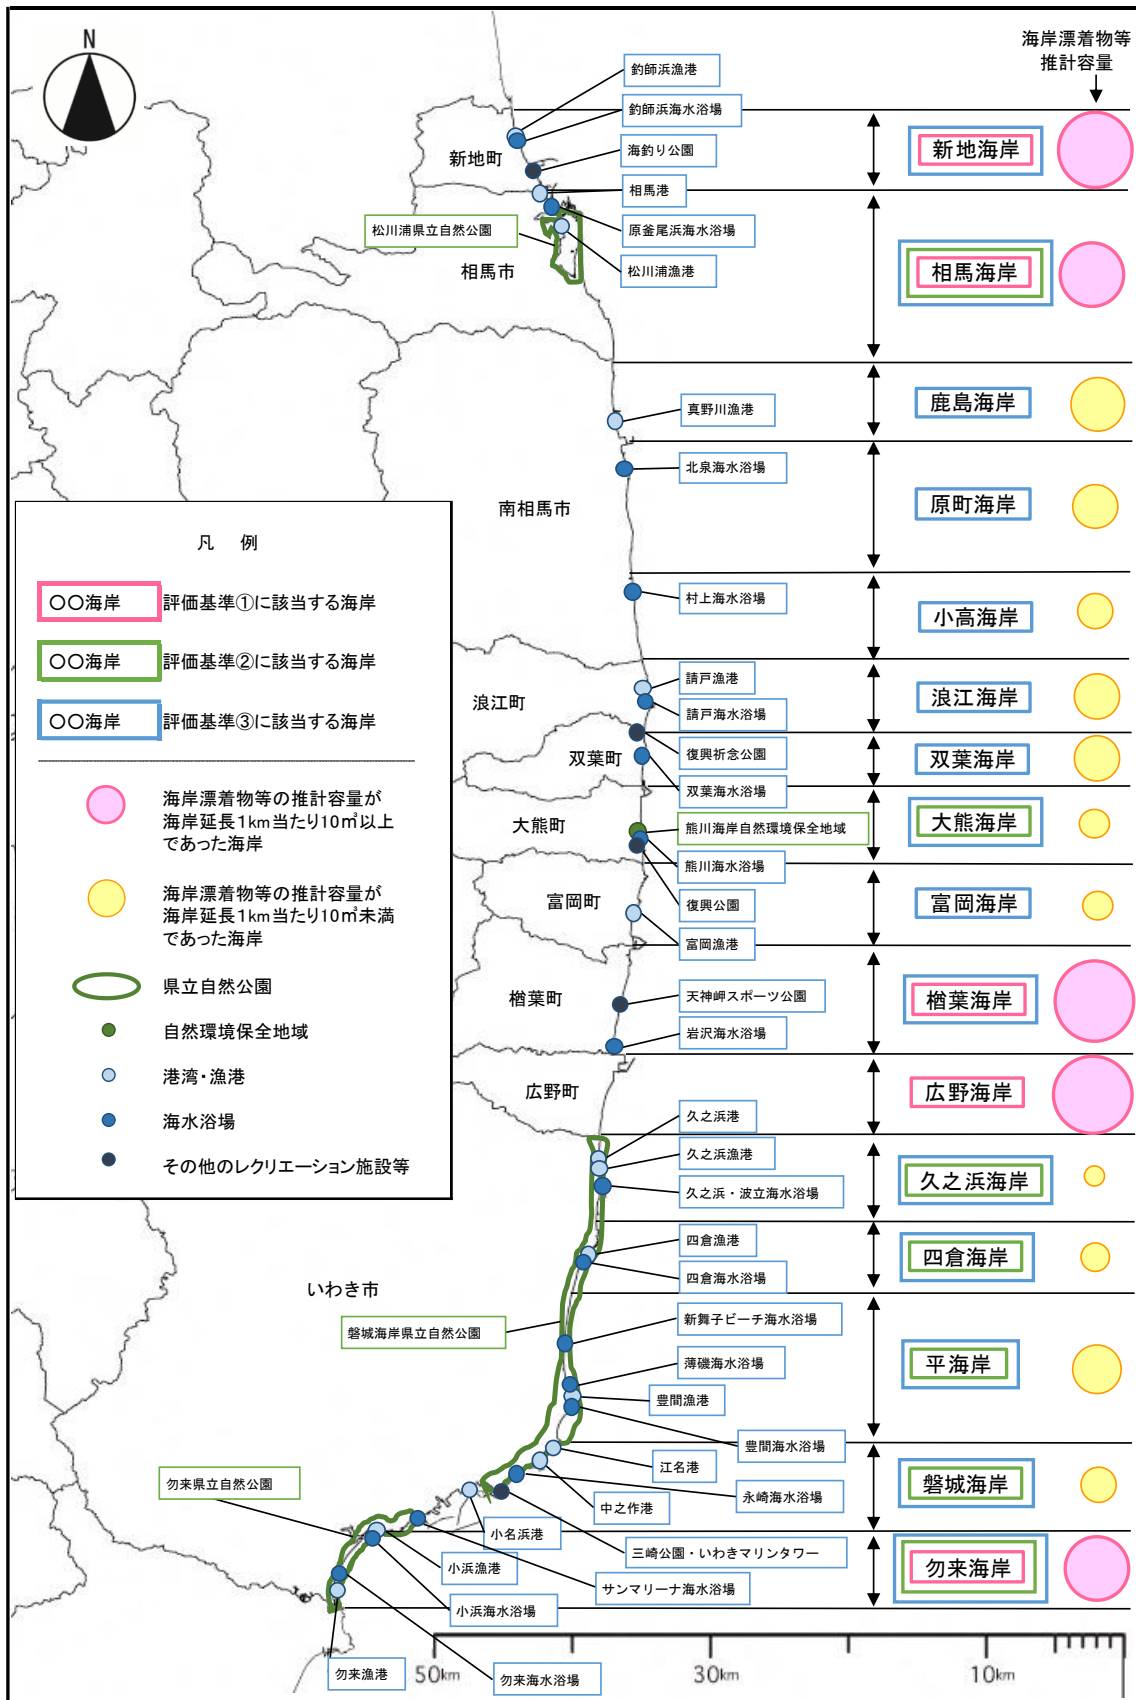 N
海岸漂着物等
推計容量
釣師浜漁港
釣師浜海水浴場
新地町
海釣り公園
新地海岸
相馬港
松川浦県立自然公園
原釜尾浜海水浴場
相馬市
松川浦漁港
相馬海岸
真野川漁港
鹿島海岸
北泉海水浴場
南相馬市
原町海岸
村上海水浴場
小高海岸
請戸漁港
浪江町
請戸海水浴場
浪江海岸
復興祈念公園
双葉町
双葉海水浴場
双葉海岸
大熊町
熊川海岸自然環境保全地域
大熊海岸
熊川海水浴場
復興公園
富岡町
富岡海岸
富岡漁港
楢葉町
天神岬スポーツ公園
楢葉海岸
岩沢海水浴場
広野町
広野海岸
久之浜港
久之浜漁港
久之浜・波立海水浴場
久之浜海岸
四倉漁港
四倉海水浴場
四倉海岸
いわき市
磐城海岸県立自然公園
新舞子ビーチ海水浴場
薄磯海水浴場
平海岸
豊間漁港
豊間海水浴場
江名港
勿来県立自然公園
永崎海水浴場
磐城海岸
中之作港
小名浜港
三崎公園・いわきマリンタワー
小浜漁港
サンマリーナ海水浴場
勿来海岸
小浜海水浴場
勿来漁港
勿来海水浴場
50km
30km
10km
凡 例
〇〇海岸 評価基準①に該当する海岸
〇〇海岸 評価基準②に該当する海岸
〇〇海岸 評価基準③に該当する海岸
海岸漂着物等の推計容量が
海岸延長1km当たり10㎥以上
であった海岸
海岸漂着物等の推計容量が
海岸延長1km当たり10㎥未満
であった海岸
県立自然公園
自然環境保全地域
港湾・漁港
海水浴場
その他のレクリエーション施設等